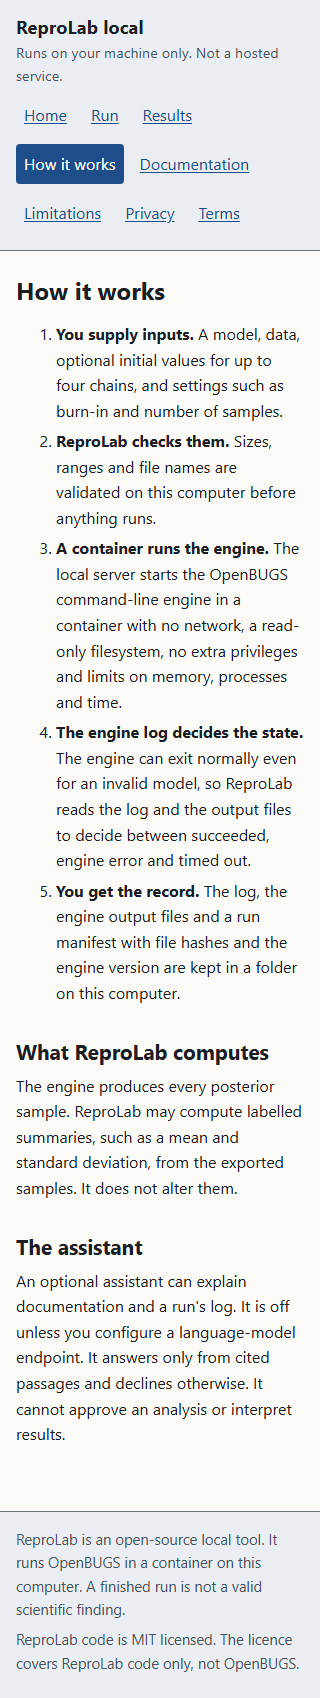 ReproLab local
Runs on your machine only. Not a hosted
service.
Home Run Results
How it works Documentation
Limitations Privacy Terms
How it works
1. You supply inputs. A model, data,
optional initial values for up to
four chains, and settings such as
burn-in and number of samples.
2. ReproLab checks them. Sizes,
ranges and file names are
validated on this computer before
anything runs.
3. A container runs the engine. The
local server starts the OpenBUGS
command-line engine in a
container with no network, a read-
only filesystem, no extra privileges
and limits on memory, processes
and time.
4. The engine log decides the state.
The engine can exit normally even
for an invalid model, so ReproLab
reads the log and the output files
to decide between succeeded,
engine error and timed out.
5. You get the record. The log, the
engine output files and a run
manifest with file hashes and the
engine version are kept in a folder
on this computer.
What ReproLab computes
The engine produces every posterior
sample. ReproLab may compute labelled
summaries, such as a mean and
standard deviation, from the exported
samples. It does not alter them.
The assistant
An optional assistant can explain
documentation and a run's log. It is off
unless you configure a language-model
endpoint. It answers only from cited
passages and declines otherwise. It
cannot approve an analysis or interpret
results.
ReproLab is an open-source local tool. It
runs OpenBUGS in a container on this
computer. A finished run is not a valid
scientific finding.
ReproLab code is MIT licensed. The licence
covers ReproLab code only, not OpenBUGS.